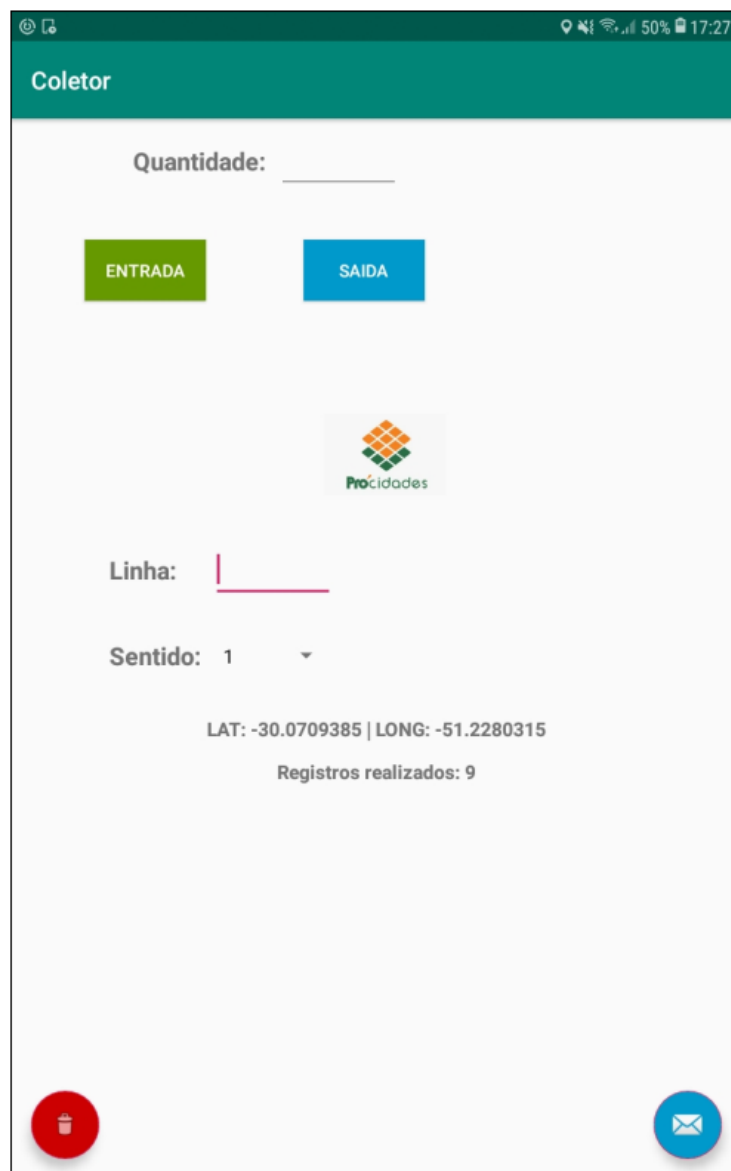 50% 17:27
Coletor
Quantidade:
ENTRADA SAIDA
Procidades
Linha:
Sentido: 1
LAT: -30.0709385 | LONG: -51.2280315
Registros realizados: 9